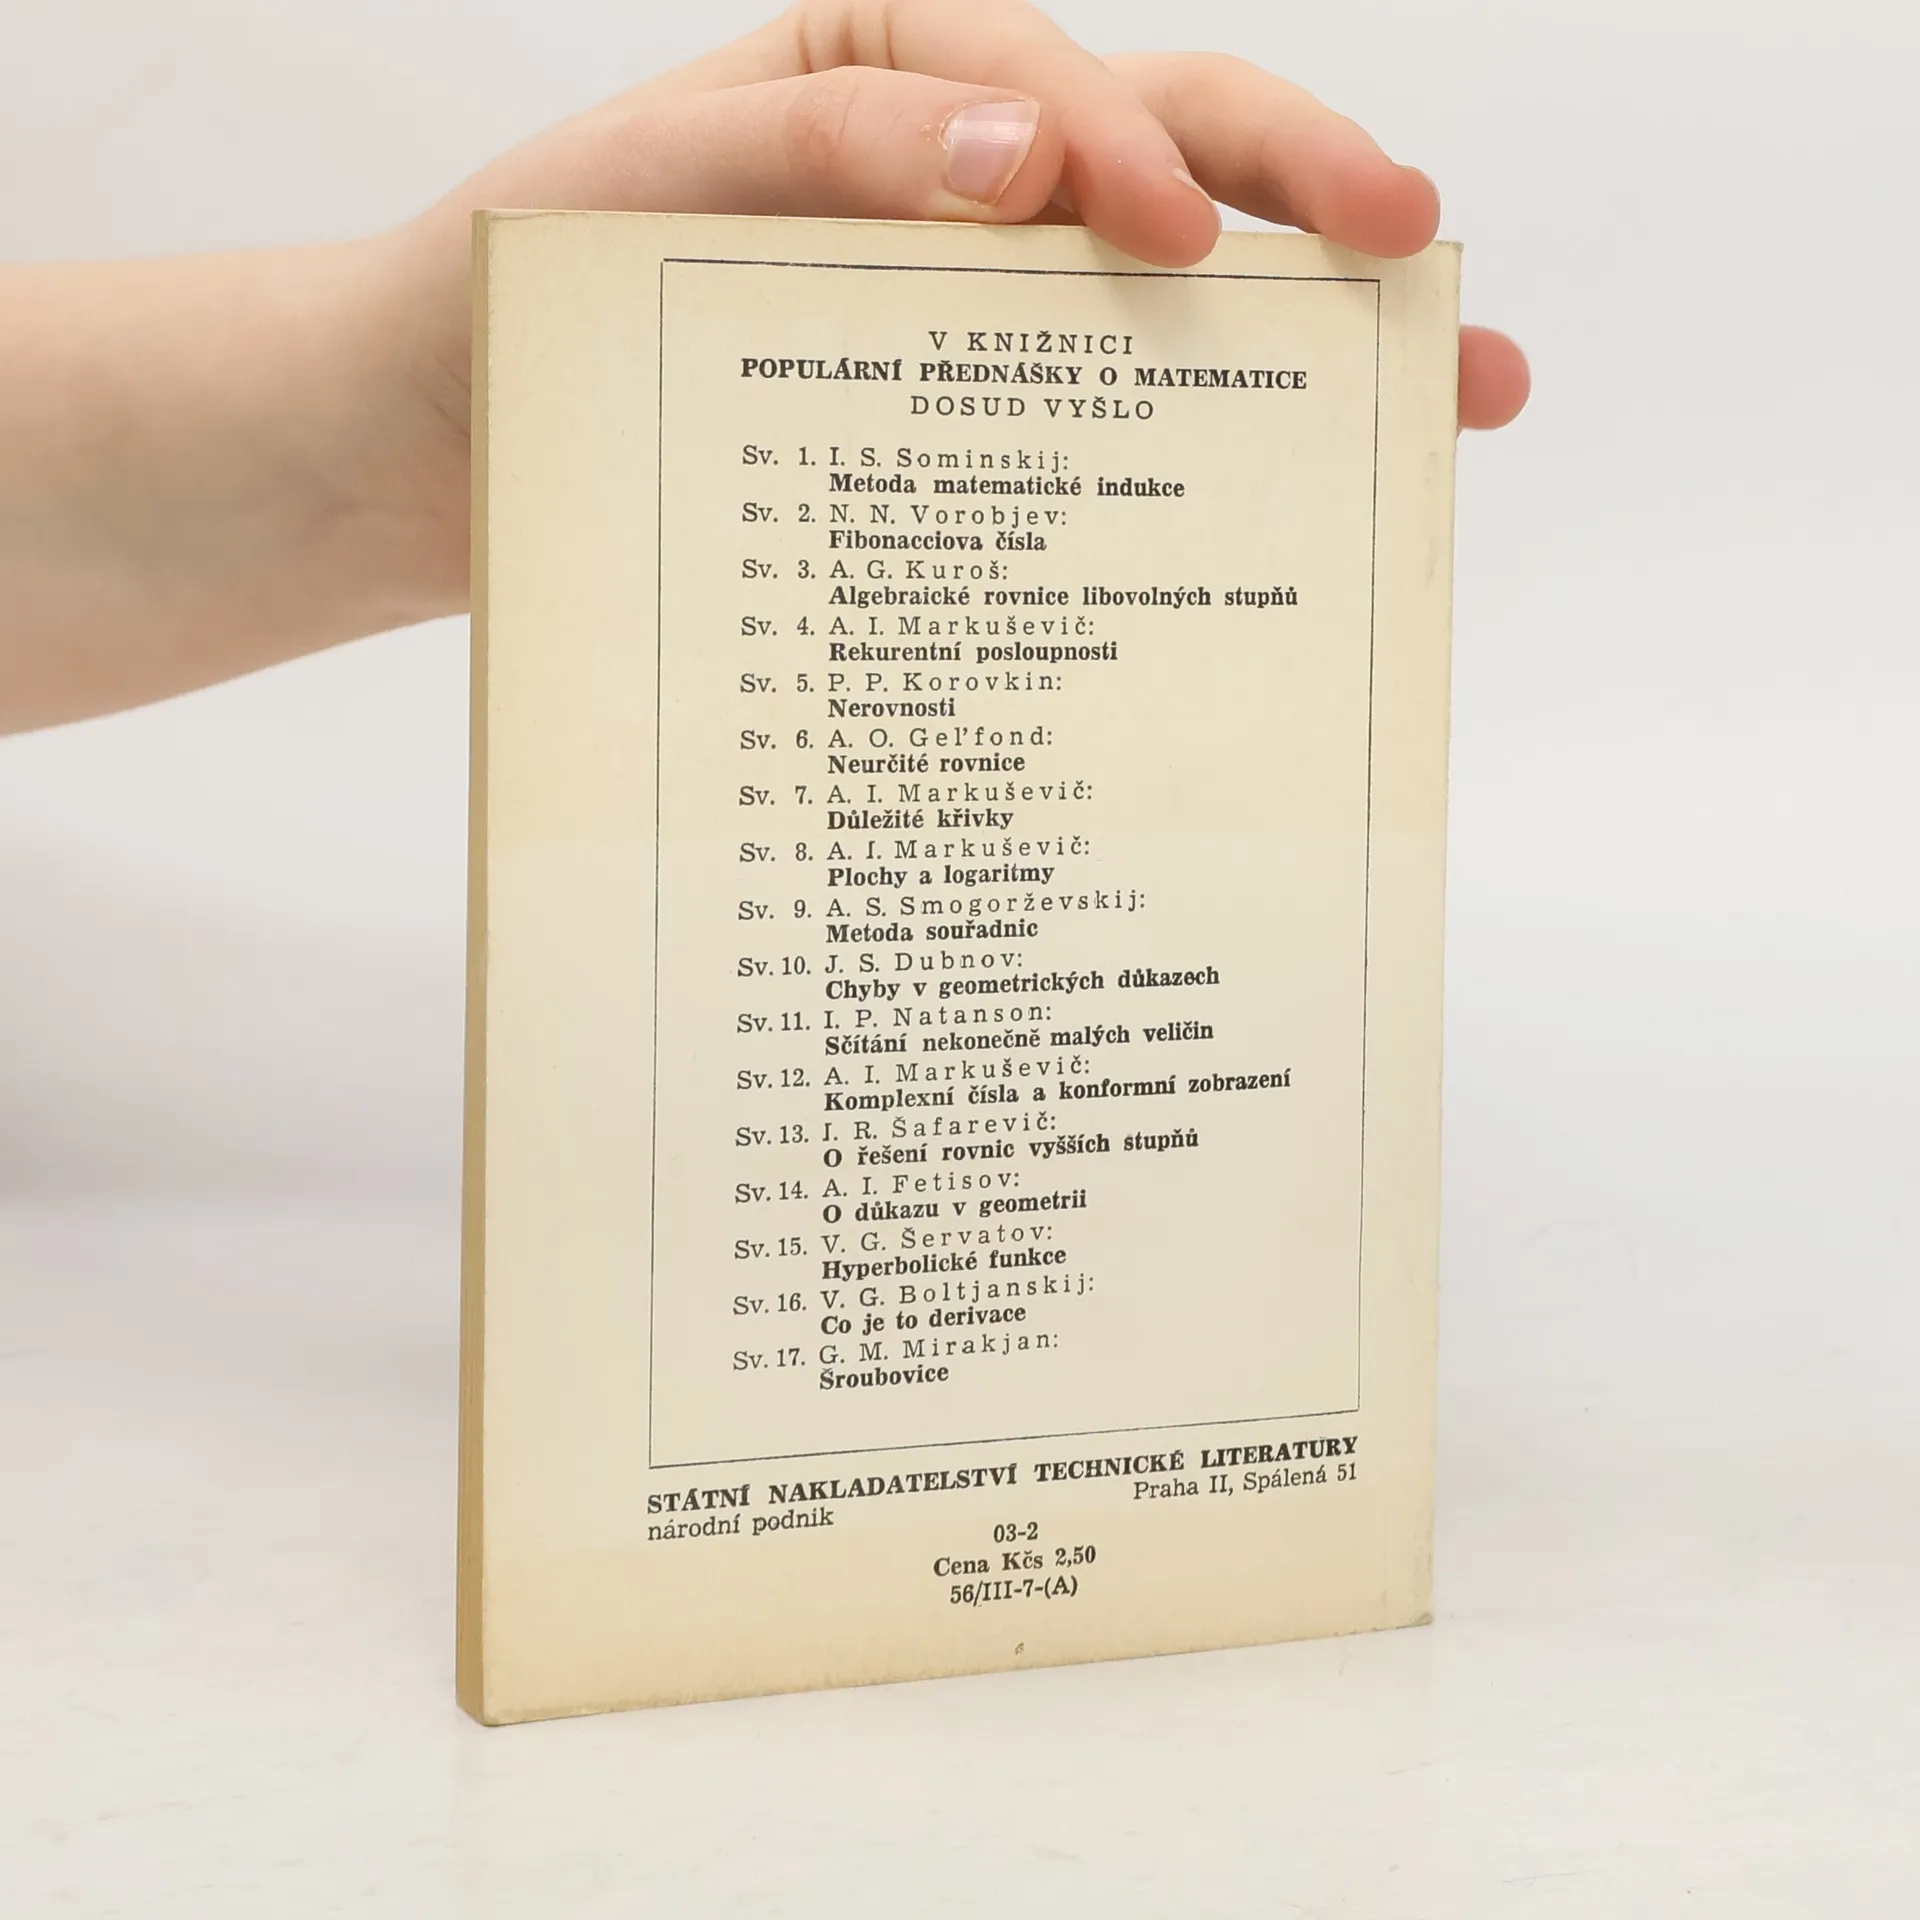 V KNIŽNICI
POPULÁRNÍ PŘEDNÁŠKY O MATEMATICE
DOSUD VYŠLO
Sv. 1. I. S. Sominskij:
Metoda matematické indukce
Sv. 2. N. N. Vorobjev:
Fibonacciova čísla
Sv. 3. A. G. Kuroš:
Algebraické rovnice libovolných stupňů
Sv. 4. A. I. Markuševič:
Rekurentní posloupnosti
Sv. 5. P. P. Korovkin:
Nerovnosti
Sv. 6. A. O. Geľfond:
Neurčité rovnice
Sv. 7. A. I. Markuševič:
Důležité křivky
Sv. 8. A. I. Markuševič:
Plochy a logaritmy
Sv. 9. A. S. Smogorževskij:
Metoda souřadnic
Sv. 10. J. S. Dubnov:
Chyby v geometrických důkazech
Sv. 11. I. P. Natanson:
Sčítání nekonečně malých veličin
Sv. 12. A. I. Markuševič:
Komplexní čísla a konformní zobrazení
Sv. 13. I. R. Šafarevič:
O řešení rovnic vyšších stupňů
Sv. 14. A. I. Fetisov:
O důkazu v geometrii
Sv. 15. V. G. Šervatov:
Hyperbolické funkce
Sv. 16. V. G. Boltjanskij:
Co je to derivace
Sv. 17. G. M. Mirakjan:
Šroubovice
STÁTNÍ NAKLADATELSTVÍ TECHNICKÉ LITERATURY
národní podnik Praha II, Spálená 51
03-2
Cena Kčs 2,50
56/III-7-(A)